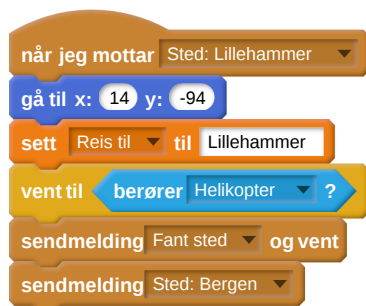 når jeg mottar Sted: Lillehammer
gå til x: 14 y: -94
sett Reis til til Lillehammer
vent til berører Helikopter ?
sendmelding Fant sted og vent
sendmelding Sted: Bergen